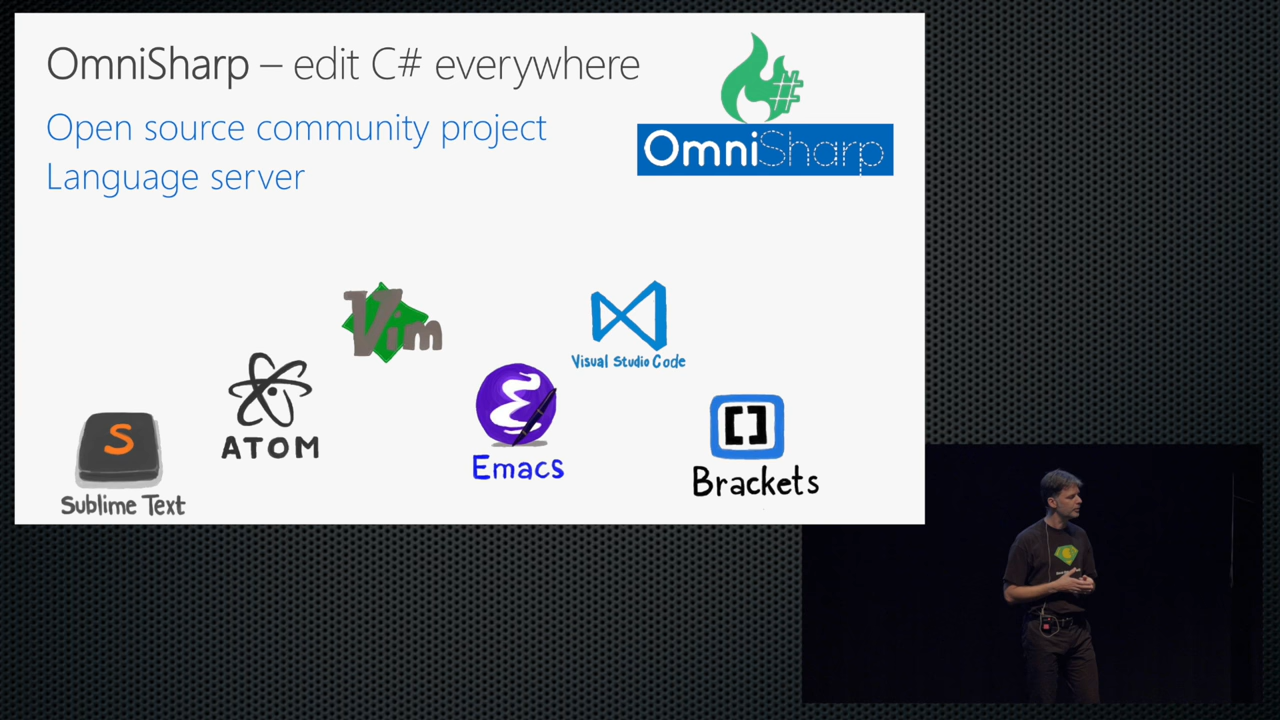 OmniSharp – edit C# everywhere
Open source community project
Language server
#
OmniSharp
Vim
Visual Studio Code
ATOM
S
Emacs
[]
Brackets
Sublime Text